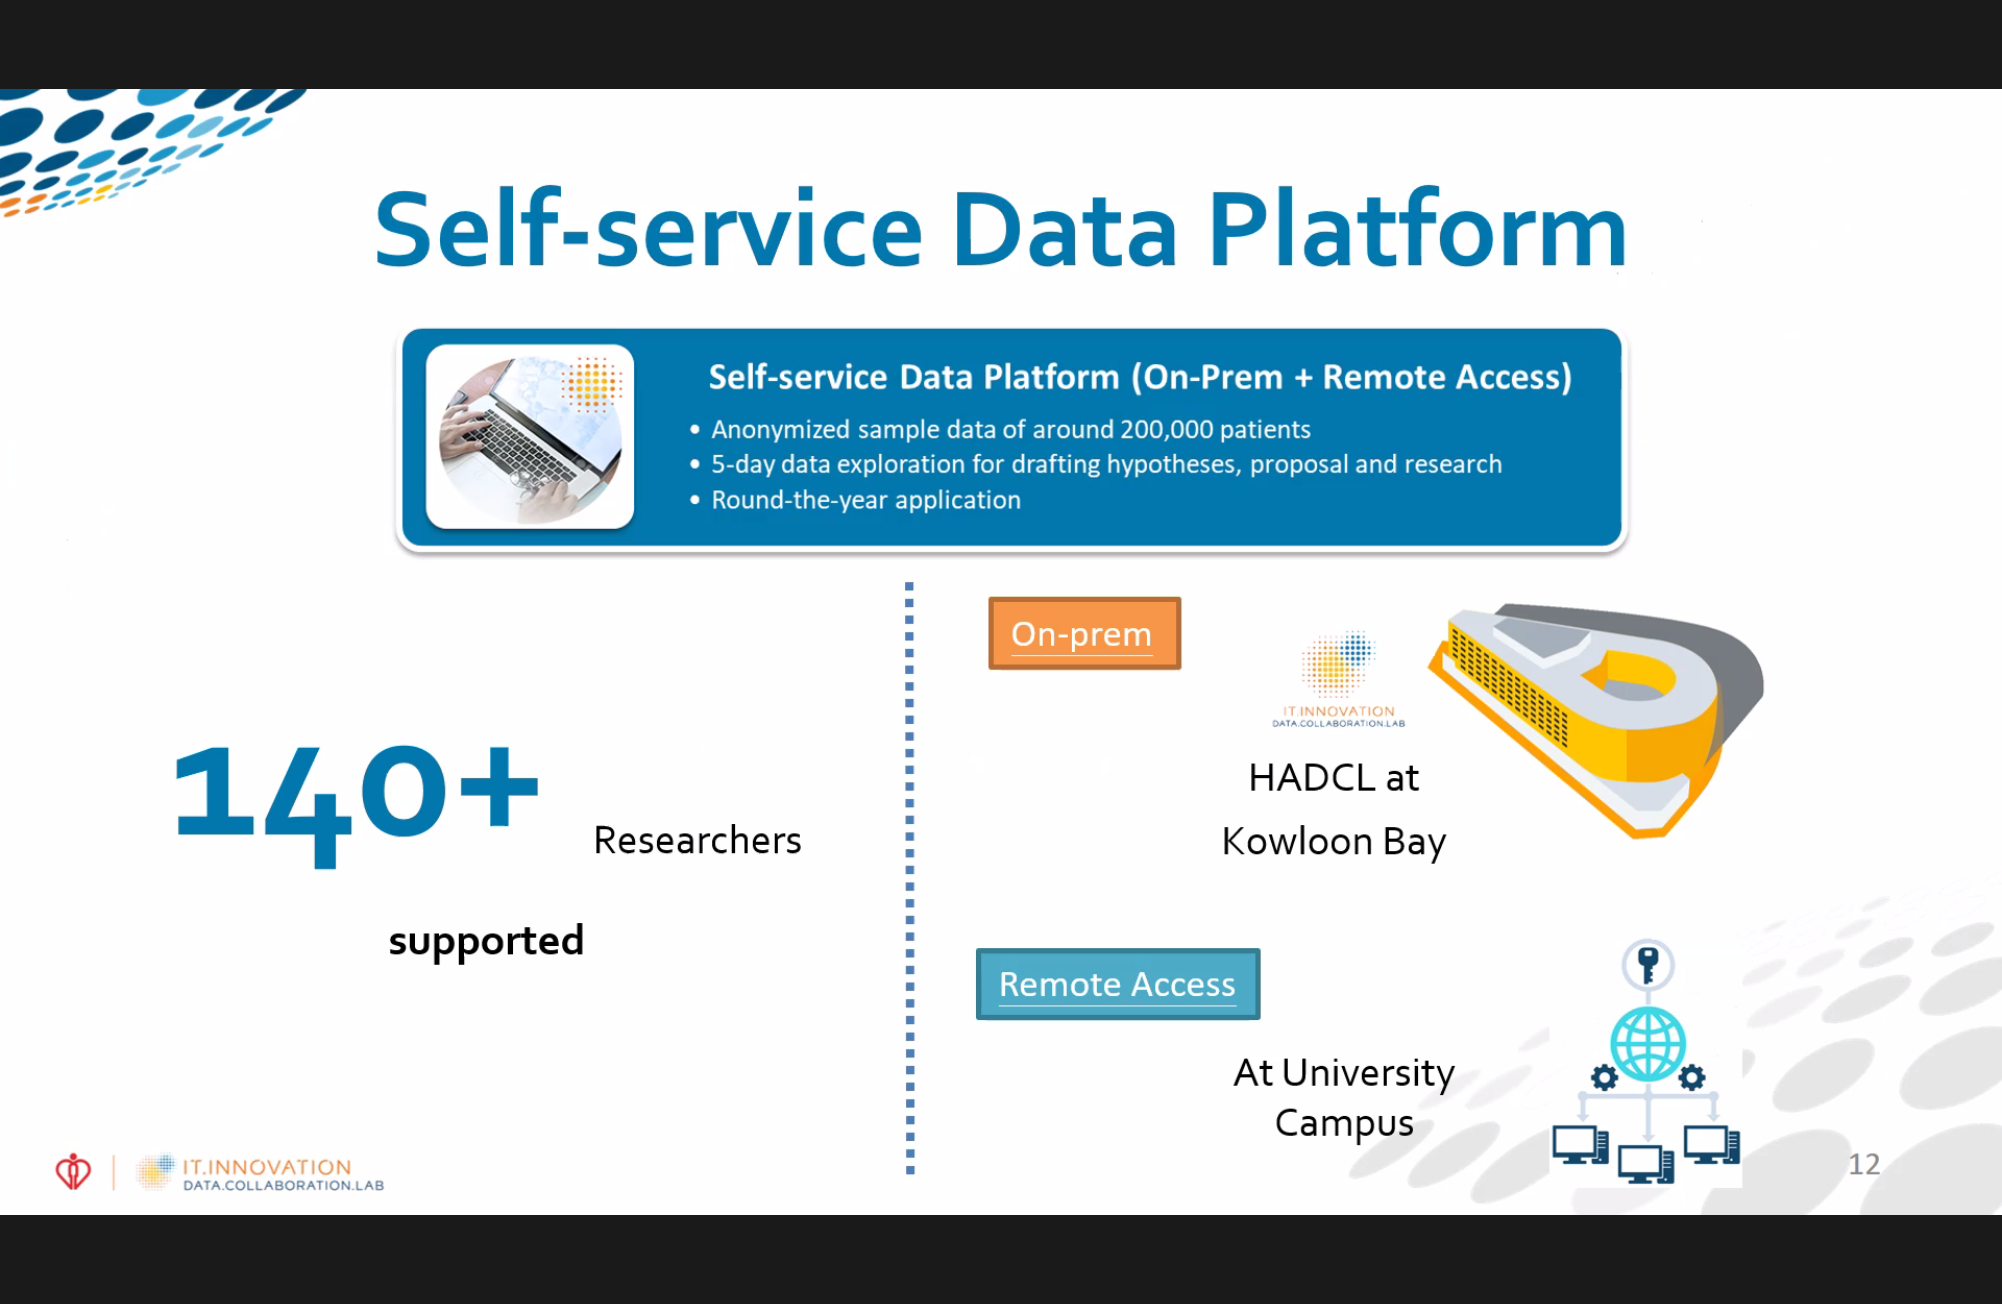 Self-service Data Platform
Self-service Data Platform (On-Prem + Remote Access)
• Anonymized sample data of around 200,000 patients
• 5-day data exploration for drafting hypotheses, proposal and research
• Round-the-year application
140+ Researchers
supported
On-prem
IT.INNOVATION
DATA.COLLABORATION.LAB
HADCL at
Kowloon Bay
Remote Access
At University
Campus
IT.INNOVATION
DATA.COLLABORATION.LAB
12